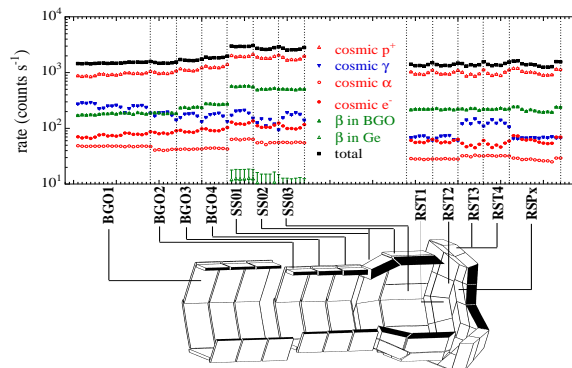 rate (counts s⁻¹)
10⁴
10³
10²
10¹
cosmic p⁺
cosmic γ
cosmic α
cosmic e⁻
β in BGO
β in Ge
total
BGO1
BGO2
BGO3
BGO4
SS01
SS02
SS03
RST1
RST2
RST3
RST4
RSPx